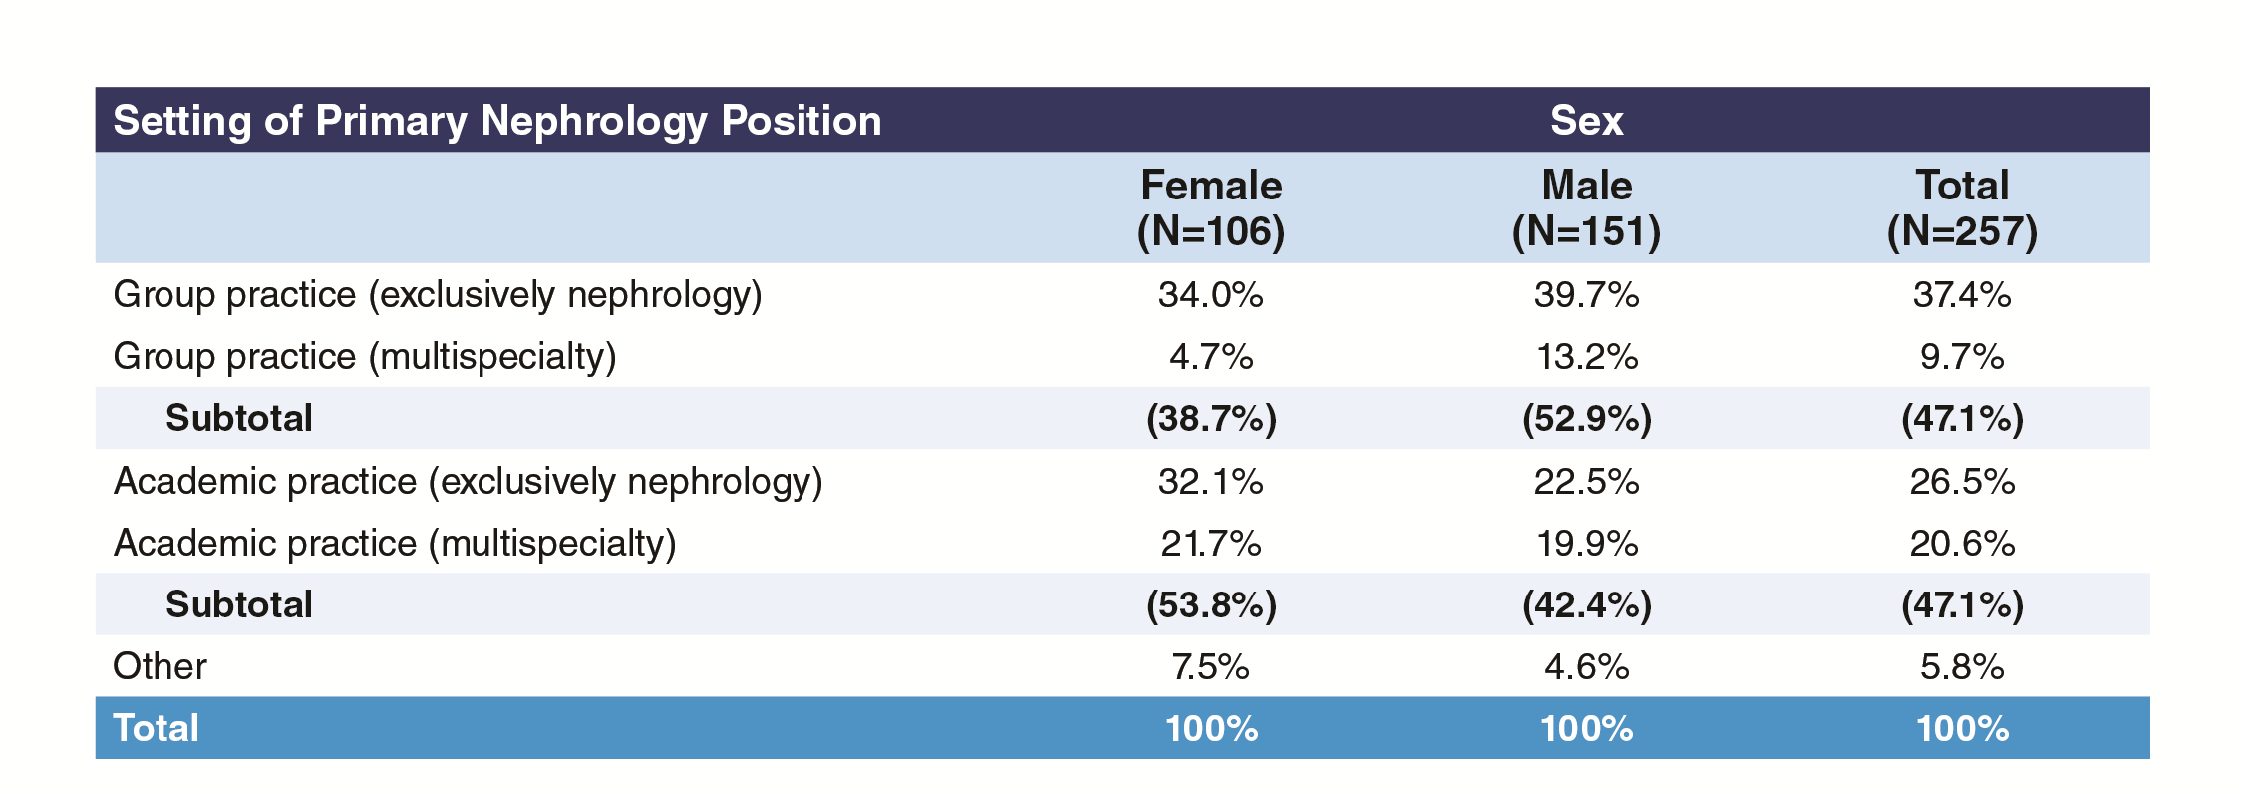 Setting of Primary Nephrology Position Sex
Female Male Total
(N=106) (N=151) (N=257)
Group practice (exclusively nephrology) 34.0% 39.7% 37.4%
Group practice (multispecialty) 4.7% 13.2% 9.7%
Subtotal (38.7%) (52.9%) (47.1%)
Academic practice (exclusively nephrology) 32.1% 22.5% 26.5%
Academic practice (multispecialty) 21.7% 19.9% 20.6%
Subtotal (53.8%) (42.4%) (47.1%)
Other 7.5% 4.6% 5.8%
Total 100% 100% 100%